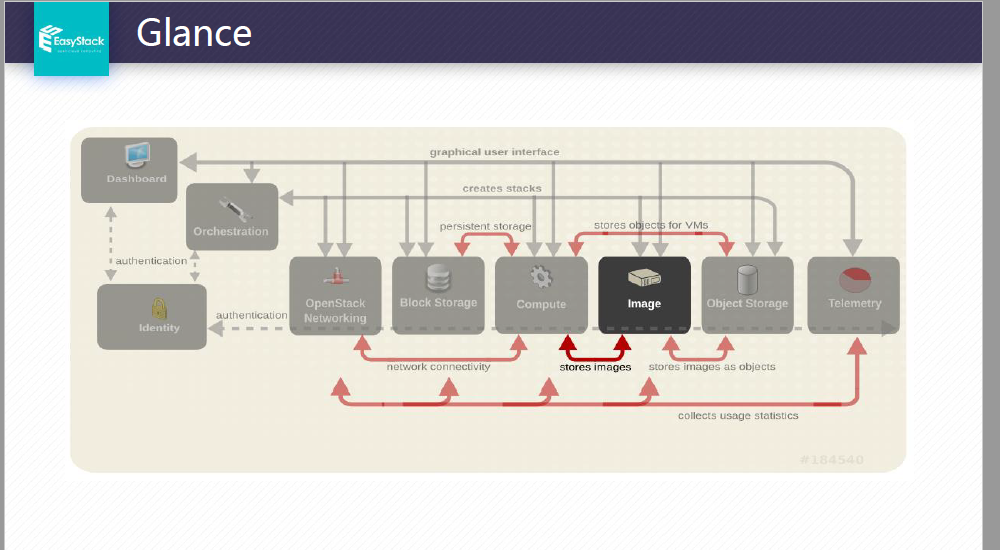 EasyStack
Glance
graphical user interface
Dashboard
creates stacks
Orchestration
persistent storage
stores objects for VMs
authentication
OpenStack
Networking
Block Storage
Compute
Image
Object Storage
Telemetry
Identity
authentication
network connectivity
stores images
stores images as objects
collects usage statistics
#184540